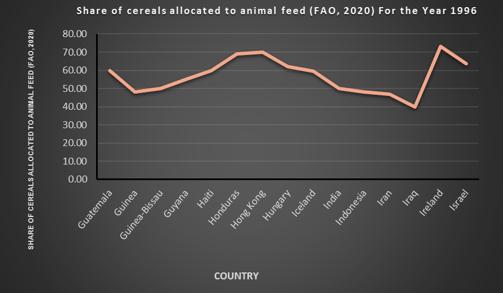 Share of cereals allocated to animal feed (FAO, 2020) For the Year 1996
SHARE OF CEREALS ALLOCATED TO ANIMAL FEED (FAO, 2020)
80.00
70.00
60.00
50.00
40.00
30.00
20.00
10.00
0.00
Guatemala
Guinea
Guinea-Bissau
Guyana
Haiti
Honduras
Hong Kong
Hungary
Iceland
India
Indonesia
Iran
Iraq
Ireland
Israel
COUNTRY